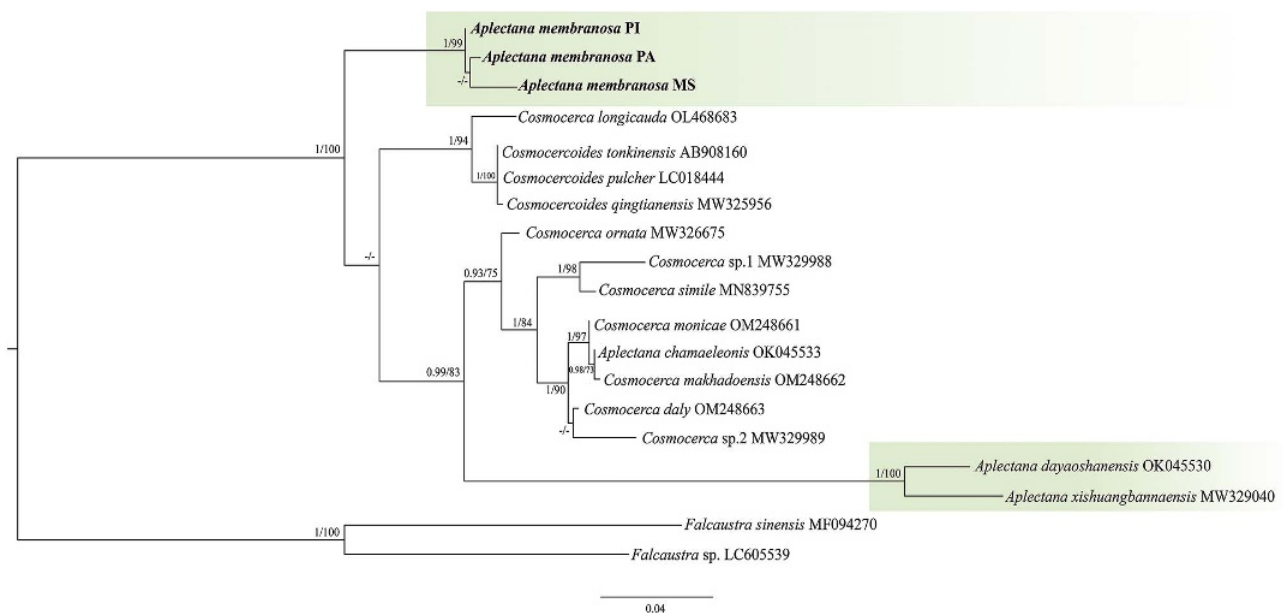 Aplectana membranosa PI
1/99
Aplectana membranosa PA
-/-
Aplectana membranosa MS
Cosmocerca longicauda OL468683
1/94
1/100
Cosmocercoides tonkinensis AB908160
1/100
Cosmocercoides pulcher LC018444
Cosmocercoides qingtianensis MW325956
Cosmocerca ornata MW326675
-/-
Cosmocerca sp.1 MW329988
0.93/75
1/98
Cosmocerca simile MN839755
1/84
Cosmocerca monicae OM248661
1/97
Aplectana chamaeleonis OK045533
0.99/83
0.98/73
Cosmocerca makhadoensis OM248662
1/90
Cosmocerca daly OM248663
-/-
Cosmocerca sp.2 MW329989
Aplectana dayaoshanensis OK045530
1/100
Aplectana xishuangbannaensis MW329040
Falcaustra sinensis MF094270
1/100
Falcaustra sp. LC605539
0.04